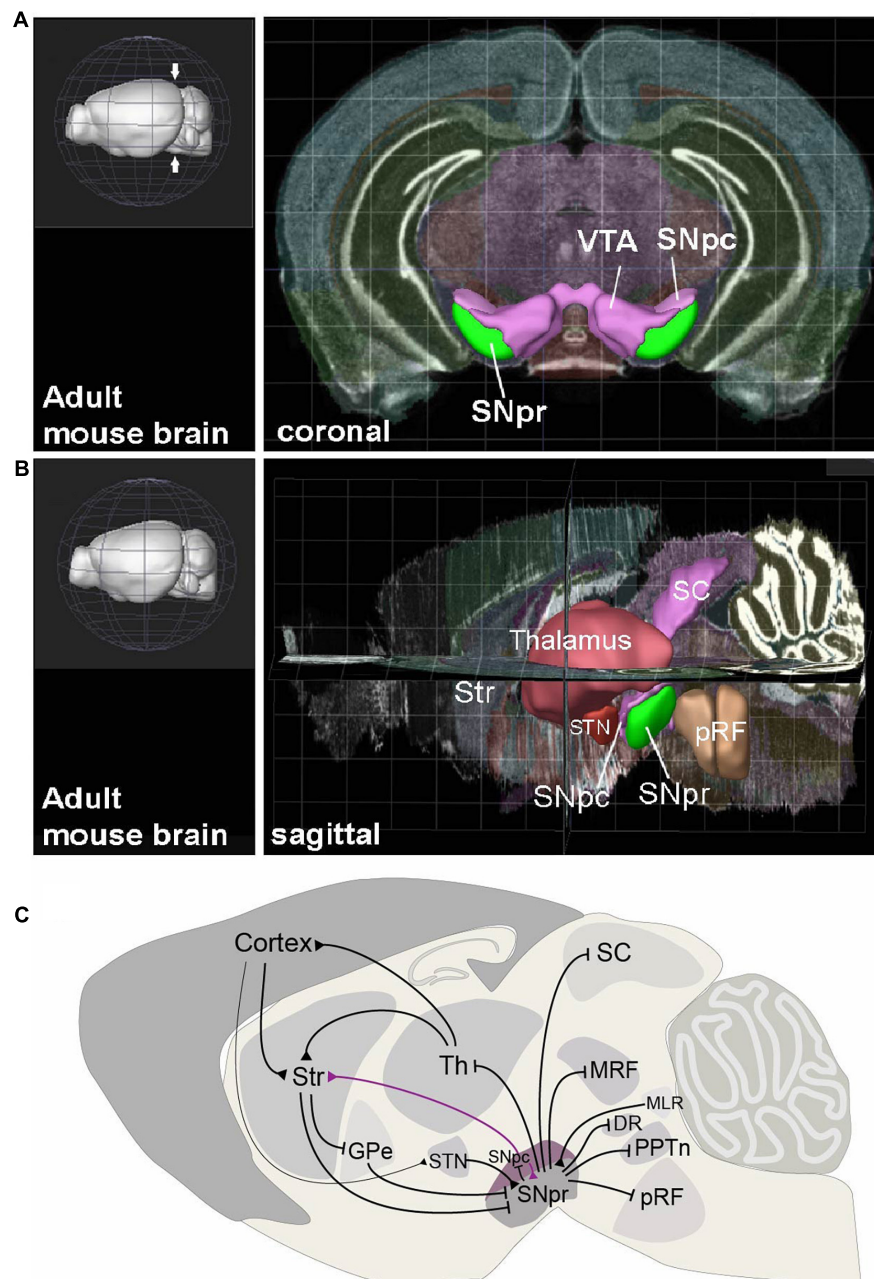 A
VTA SNpc
SNpr
Adult
mouse brain
coronal
B
SC
Thalamus
Str
STN
pRF
SNpc SNpr
Adult
mouse brain
sagittal
C
Cortex
SC
Th
MRF
Str
MLR
DR
GPe
STN
SNpc
PPTn
SNpr
pRF